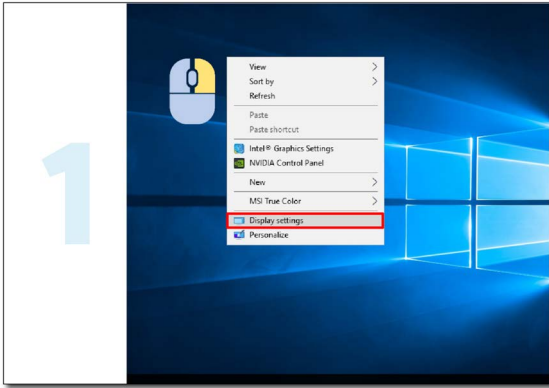 1
View
Sort by
Refresh
Paste
Paste shortcut
Intel® Graphics Settings
NVIDIA Control Panel
New
MSI True Color
Display settings
Personalize